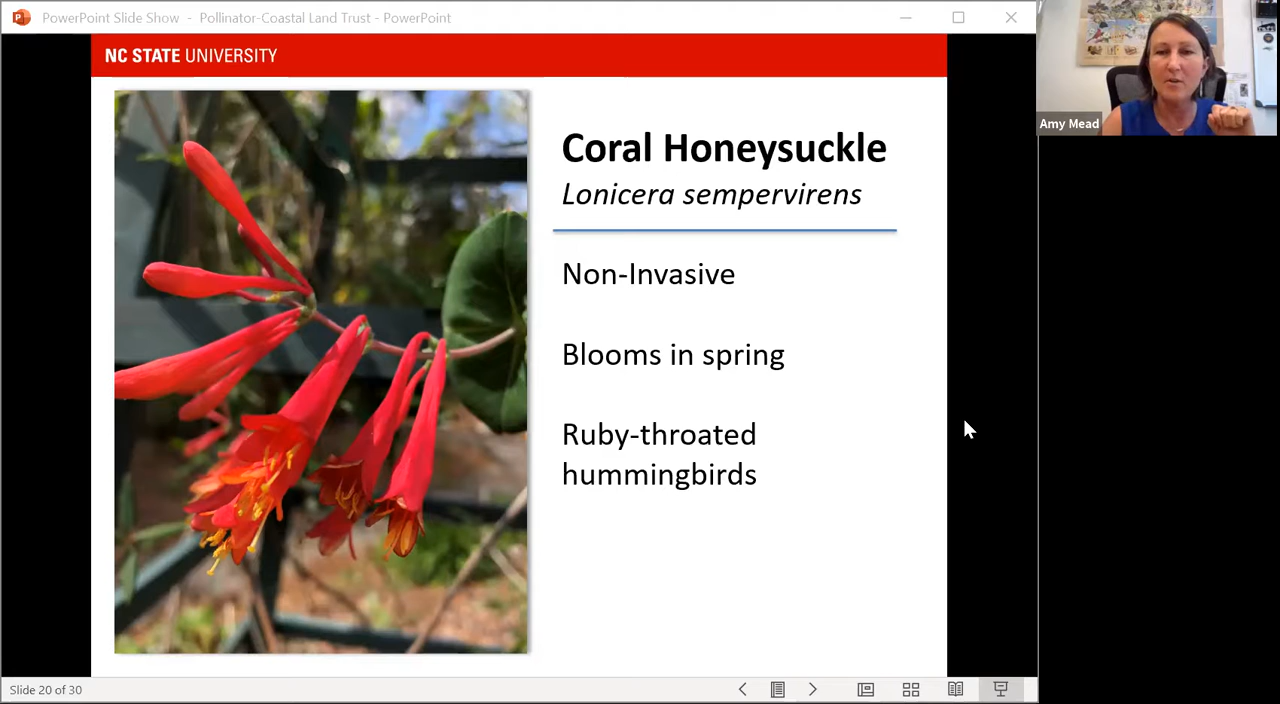 PowerPoint Slide Show - Pollinator-Coastal Land Trust - PowerPoint
NC STATE UNIVERSITY
Amy Mead
Coral Honeysuckle
Lonicera sempervirens
Non-Invasive
Blooms in spring
Ruby-throated
hummingbirds
Slide 20 of 30